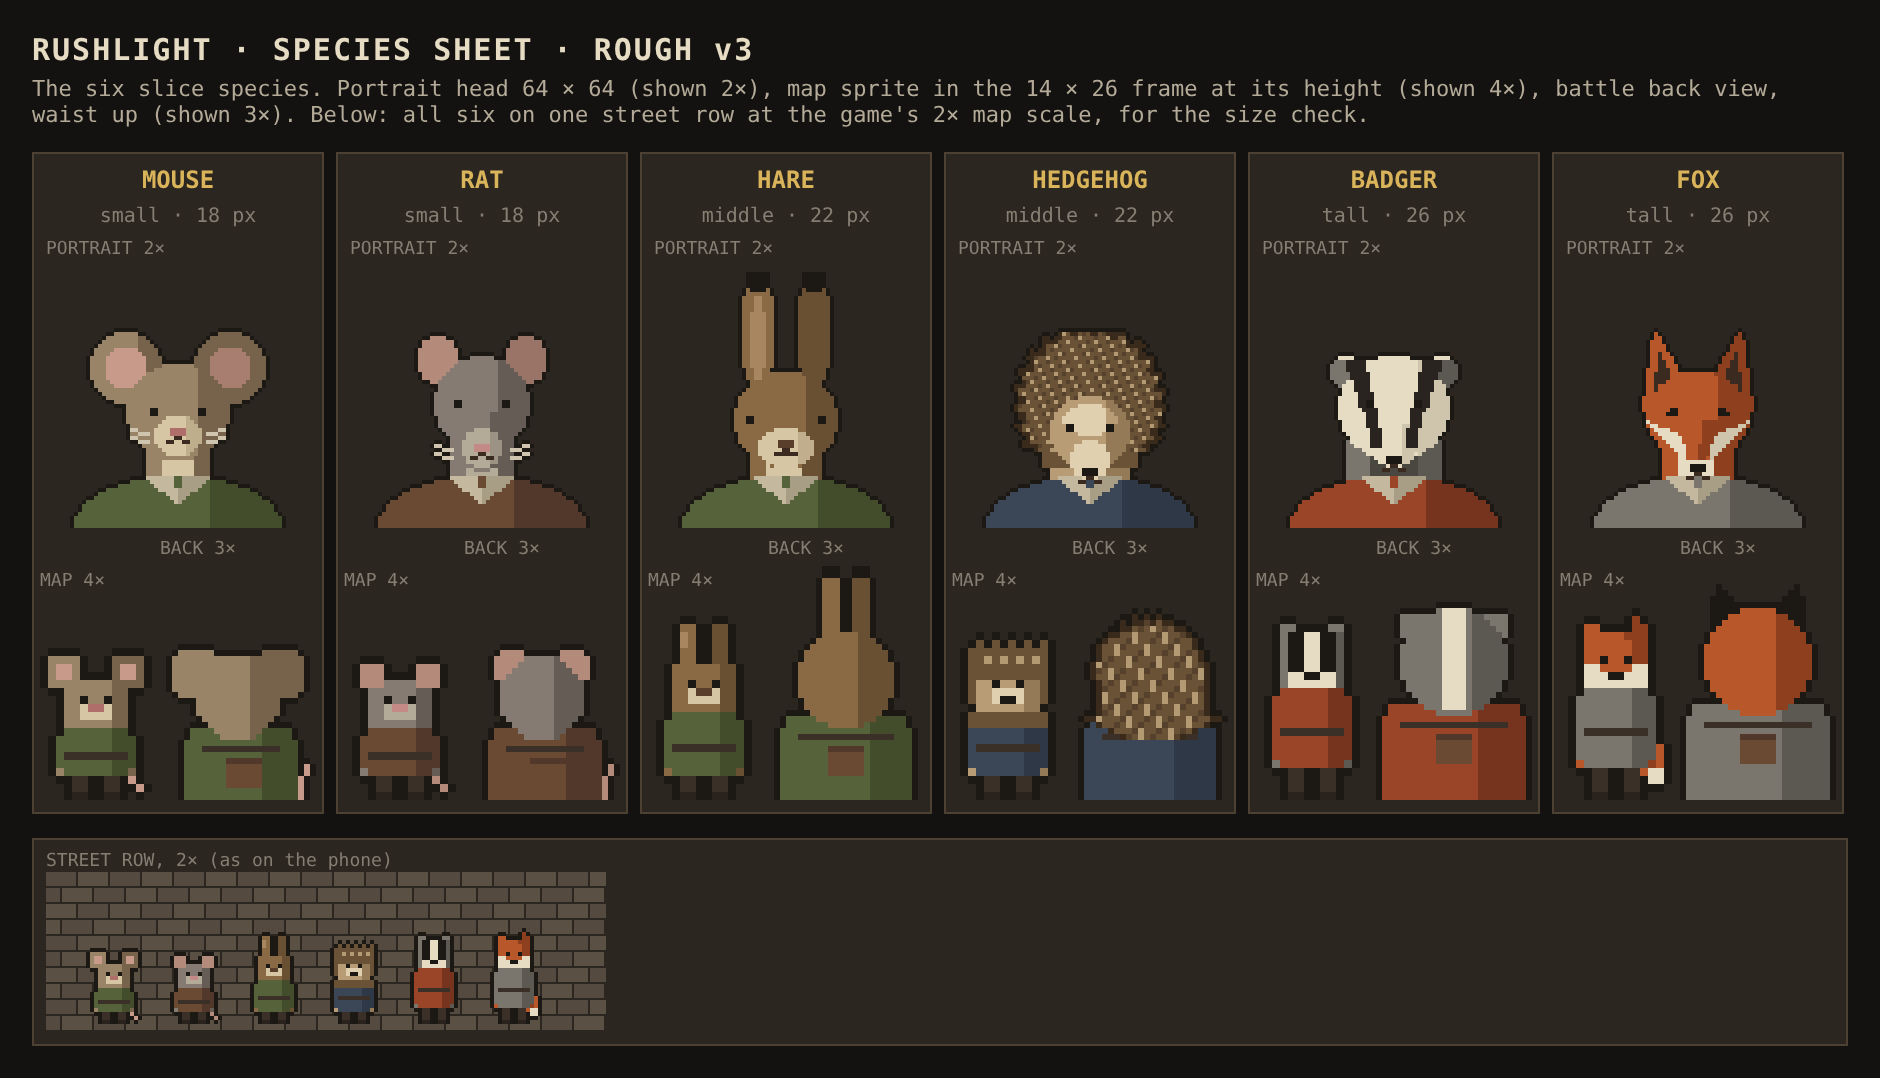 RUSHLIGHT · SPECIES SHEET · ROUGH v3
The six slice species. Portrait head 64 × 64 (shown 2×), map sprite in the 14 × 26 frame at its height (shown 4×), battle back view,
waist up (shown 3×). Below: all six on one street row at the game's 2× map scale, for the size check.
MOUSE
small · 18 px
PORTRAIT 2×
BACK 3×
MAP 4×
RAT
small · 18 px
PORTRAIT 2×
BACK 3×
MAP 4×
HARE
middle · 22 px
PORTRAIT 2×
BACK 3×
MAP 4×
HEDGEHOG
middle · 22 px
PORTRAIT 2×
BACK 3×
MAP 4×
BADGER
tall · 26 px
PORTRAIT 2×
BACK 3×
MAP 4×
FOX
tall · 26 px
PORTRAIT 2×
BACK 3×
MAP 4×
STREET ROW, 2× (as on the phone)